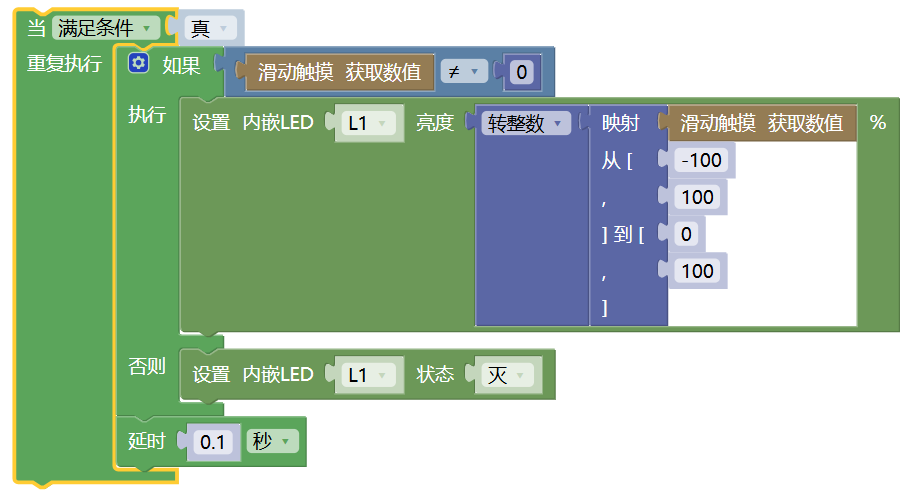 当 满足条件 真
重复执行 如果 滑动触摸 获取数值 ≠ 0
执行 设置 内嵌LED L1 亮度 转整数 映射 滑动触摸 获取数值 %
从 [ -100
, 100
] 到 [ 0
, 100
]
否则 设置 内嵌LED L1 状态 灭
延时 0.1 秒